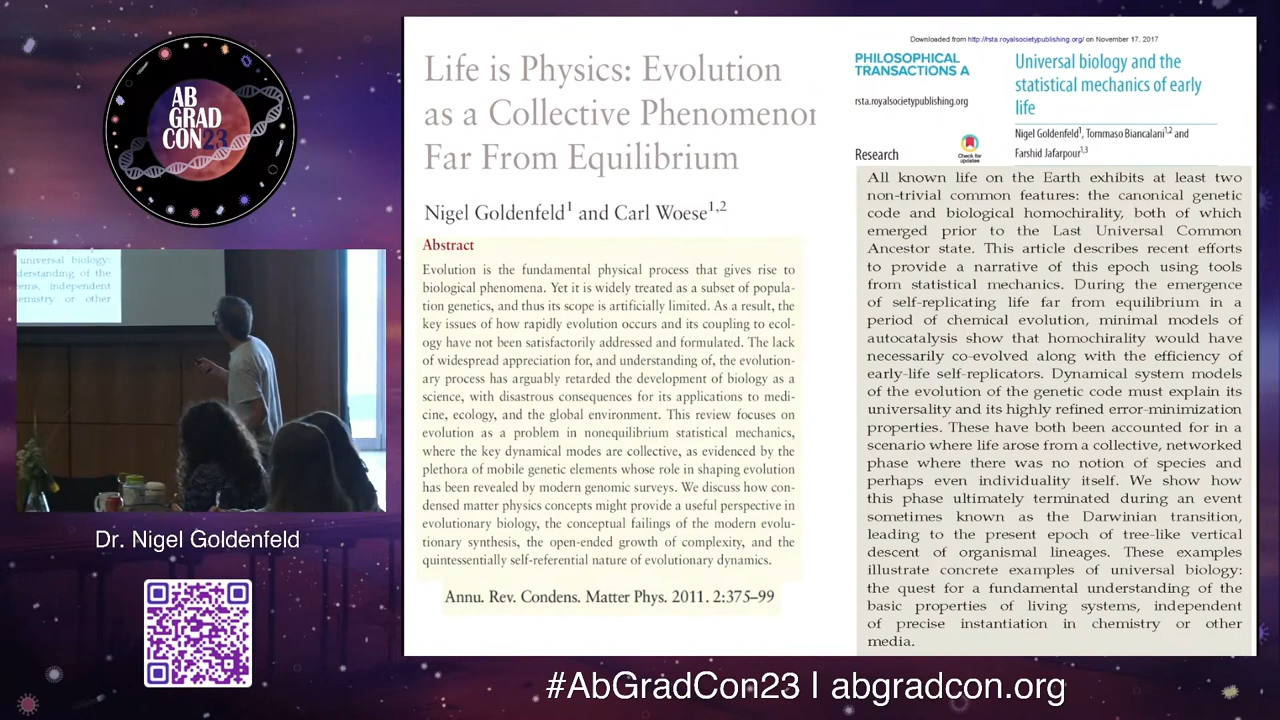 AB
GRAD
CON23
universal biology:
derstanding of the
ems, independent
emistry or other
Dr. Nigel Goldenfeld
Life is Physics: Evolution
as a Collective Phenomenon
Far From Equilibrium
Nigel Goldenfeld1 and Carl Woese1,2
Abstract
Evolution is the fundamental physical process that gives rise to
biological phenomena. Yet it is widely treated as a subset of popula-
tion genetics, and thus its scope is artificially limited. As a result, the
key issues of how rapidly evolution occurs and its coupling to ecol-
ogy have not been satisfactorily addressed and formulated. The lack
of widespread appreciation for, and understanding of, the evolution-
ary process has arguably retarded the development of biology as a
science, with disastrous consequences for its applications to medi-
cine, ecology, and the global environment. This review focuses on
evolution as a problem in nonequilibrium statistical mechanics,
where the key dynamical modes are collective, as evidenced by the
plethora of mobile genetic elements whose role in shaping evolution
has been revealed by modern genomic surveys. We discuss how con-
densed matter physics concepts might provide a useful perspective in
evolutionary biology, the conceptual failings of the modern evolu-
tionary synthesis, the open-ended growth of complexity, and the
quintessentially self-referential nature of evolutionary dynamics.
Annu. Rev. Condens. Matter Phys. 2011. 2:375–99
Downloaded from http://rsta.royalsocietypublishing.org/ on November 17, 2017
PHILOSOPHICAL
TRANSACTIONS A
rsta.royalsocietypublishing.org
Research
Check for
updates
Universal biology and the
statistical mechanics of early
life
Nigel Goldenfeld1, Tommaso Biancalani1,2 and
Farshid Jafarpour1,3
All known life on the Earth exhibits at least two
non-trivial common features: the canonical genetic
code and biological homochirality, both of which
emerged prior to the Last Universal Common
Ancestor state. This article describes recent efforts
to provide a narrative of this epoch using tools
from statistical mechanics. During the emergence
of self-replicating life far from equilibrium in a
period of chemical evolution, minimal models of
autocatalysis show that homochirality would have
necessarily co-evolved along with the efficiency of
early-life self-replicators. Dynamical system models
of the evolution of the genetic code must explain its
universality and its highly refined error-minimization
properties. These have both been accounted for in a
scenario where life arose from a collective, networked
phase where there was no notion of species and
perhaps even individuality itself. We show how
this phase ultimately terminated during an event
sometimes known as the Darwinian transition,
leading to the present epoch of tree-like vertical
descent of organismal lineages. These examples
illustrate concrete examples of universal biology:
the quest for a fundamental understanding of the
basic properties of living systems, independent
of precise instantiation in chemistry or other
media.
#AbGradCon23 | abgradcon.org